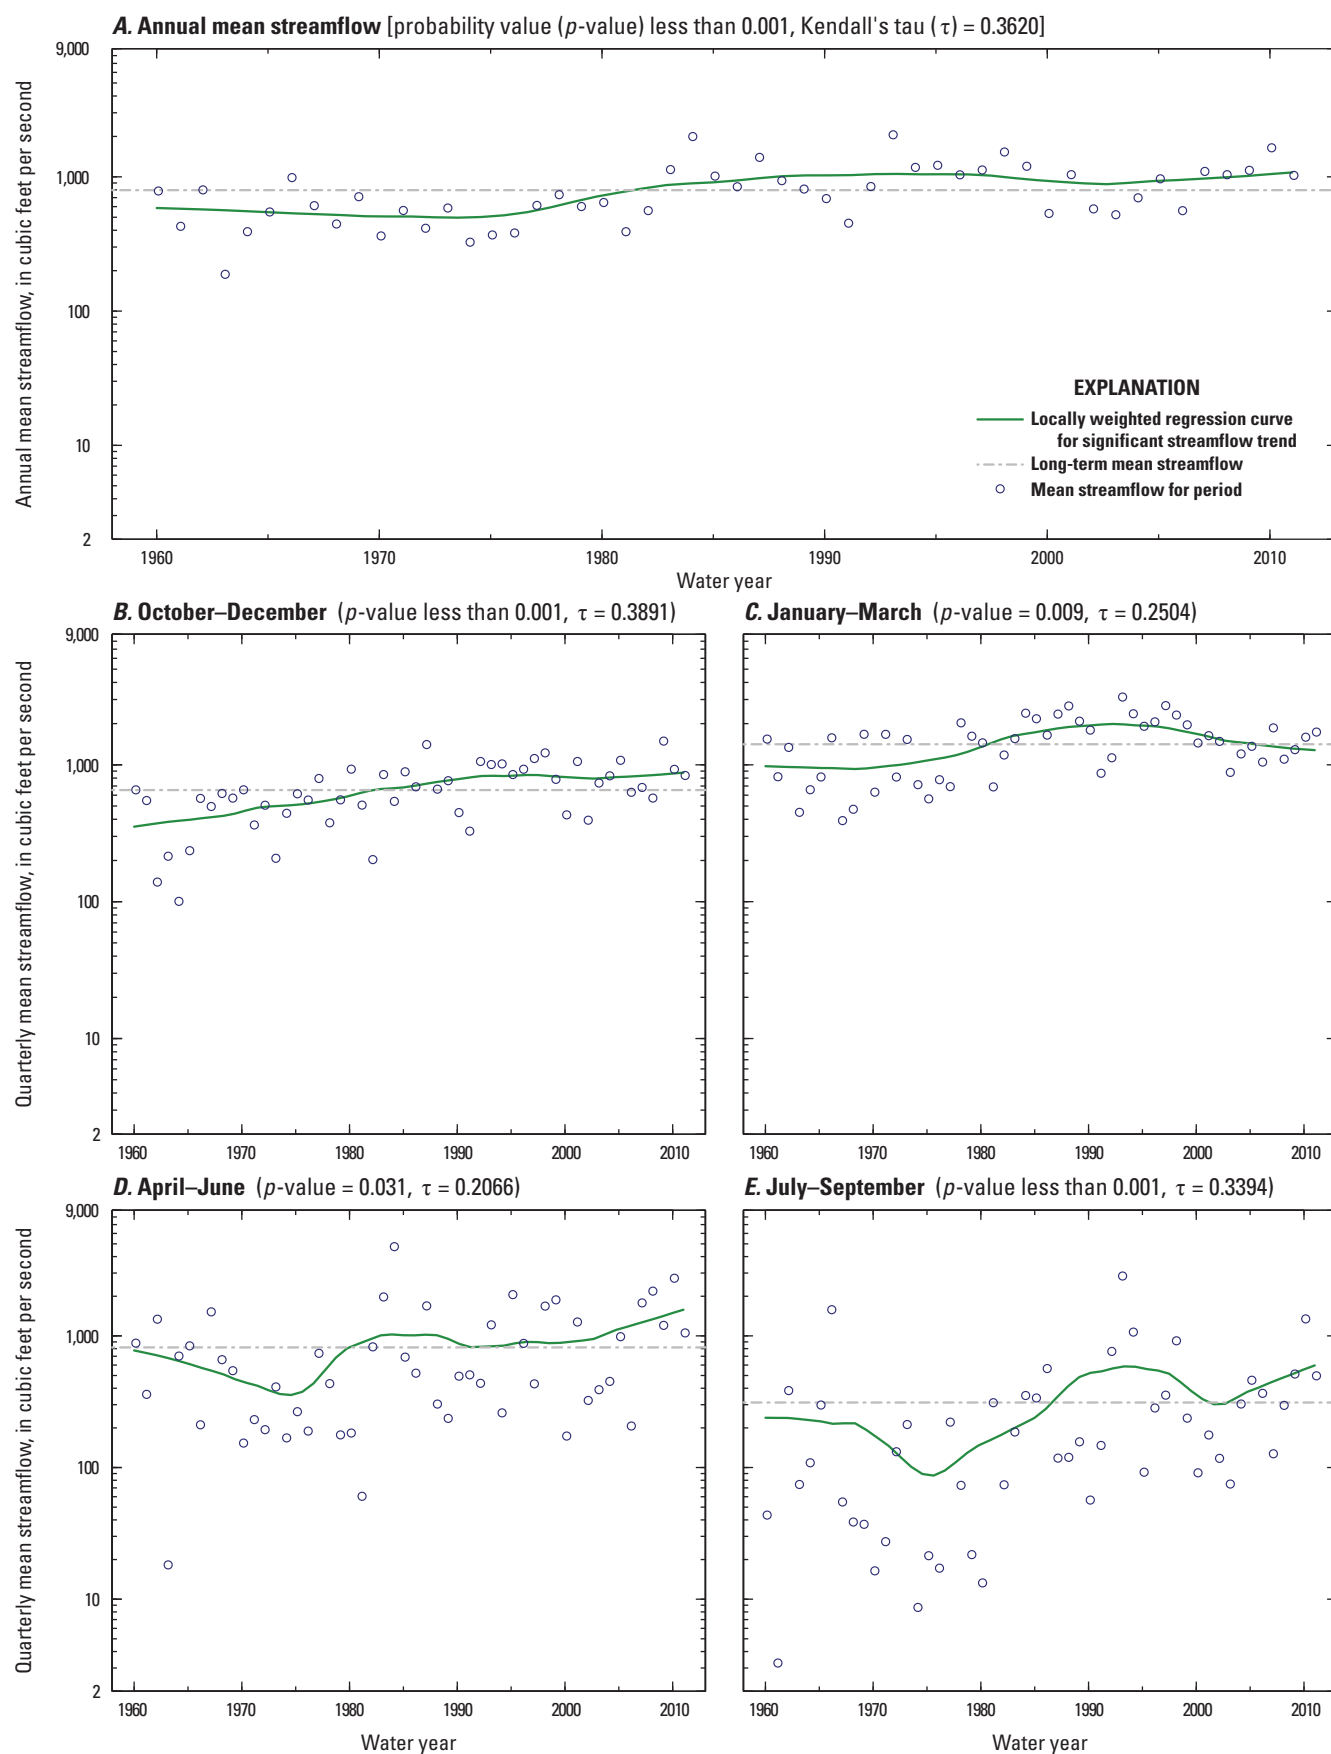 A. Annual mean streamflow [probability value (p-value) less than 0.001, Kendall's tau (τ) = 0.3620]
Annual mean streamflow, in cubic feet per second
9,000
1,000
100
10
2
EXPLANATION
Locally weighted regression curve
for significant streamflow trend
Long-term mean streamflow
Mean streamflow for period
1960 1970 1980 1990 2000 2010
Water year
B. October–December (p-value less than 0.001, τ = 0.3891)
Quarterly mean streamflow, in cubic feet per second
9,000
1,000
100
10
2
1960 1970 1980 1990 2000 2010
C. January–March (p-value = 0.009, τ = 0.2504)
1960 1970 1980 1990 2000 2010
D. April–June (p-value = 0.031, τ = 0.2066)
Quarterly mean streamflow, in cubic feet per second
9,000
1,000
100
10
2
1960 1970 1980 1990 2000 2010
Water year
E. July–September (p-value less than 0.001, τ = 0.3394)
1960 1970 1980 1990 2000 2010
Water year